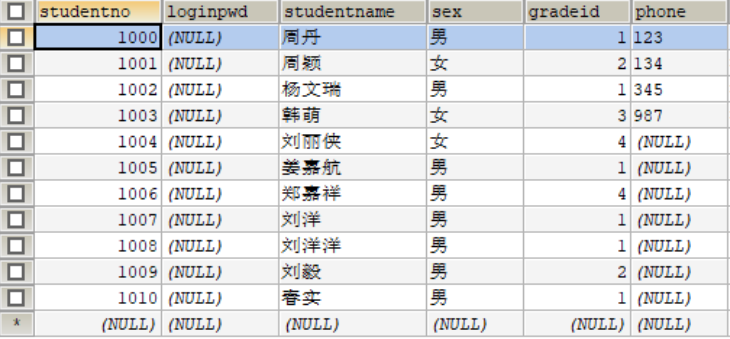 studentno loginpwd studentname sex gradeid phone
1000 (NULL) 周丹 男 1 123
1001 (NULL) 周颖 女 2 134
1002 (NULL) 杨文瑞 男 1 345
1003 (NULL) 韩萌 女 3 987
1004 (NULL) 刘丽侠 女 4 (NULL)
1005 (NULL) 姜嘉航 男 1 (NULL)
1006 (NULL) 郑嘉祥 男 4 (NULL)
1007 (NULL) 刘洋 男 1 (NULL)
1008 (NULL) 刘洋洋 男 1 (NULL)
1009 (NULL) 刘毅 男 2 (NULL)
1010 (NULL) 春实 男 1 (NULL)
* (NULL) (NULL) (NULL) (NULL) (NULL) (NULL)